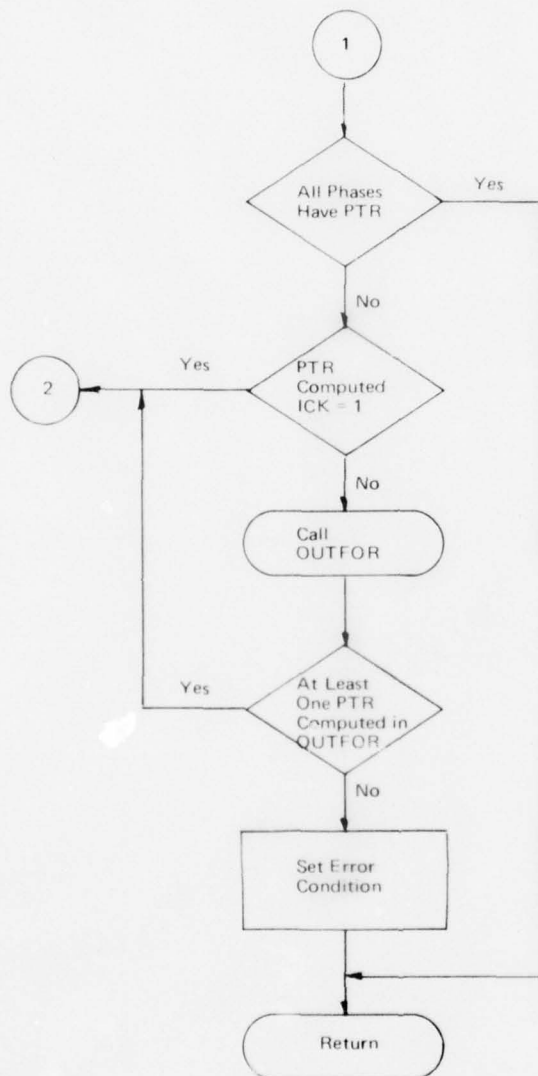 1
All Phases
Have PTR
Yes
No
PTR
Computed
ICK = 1
Yes
2
No
Call
OUTFOR
At Least
One PTR
Computed in
OUTFOR
Yes
No
Set Error
Condition
Return